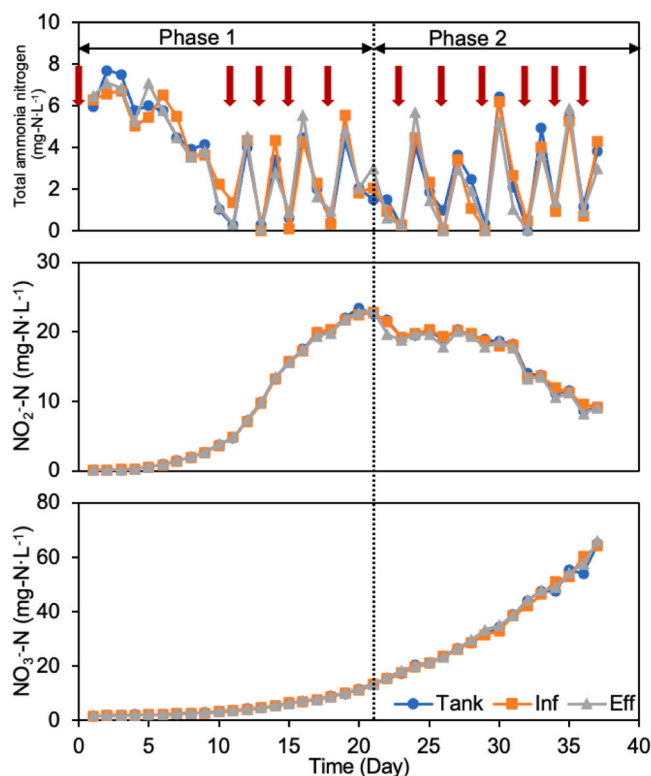 Phase 1 Phase 2
Total ammonia nitrogen
(mg-N·L⁻¹)
10
8
6
4
2
0
NO₂⁻-N (mg-N·L⁻¹)
30
20
10
0
NO₃⁻-N (mg-N·L⁻¹)
80
60
40
20
0
Tank Inf Eff
0 5 10 15 20 25 30 35 40
Time (Day)